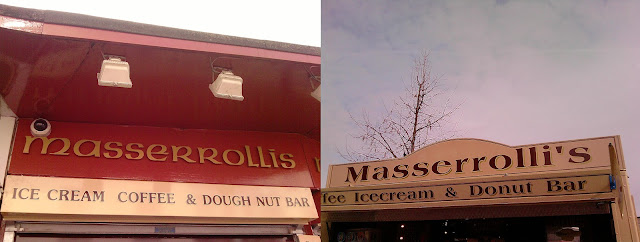 masserrollis
ICE CREAM COFFEE & DOUGH NUT BAR
Masserrolli's
fee Icecream & Donut Bar